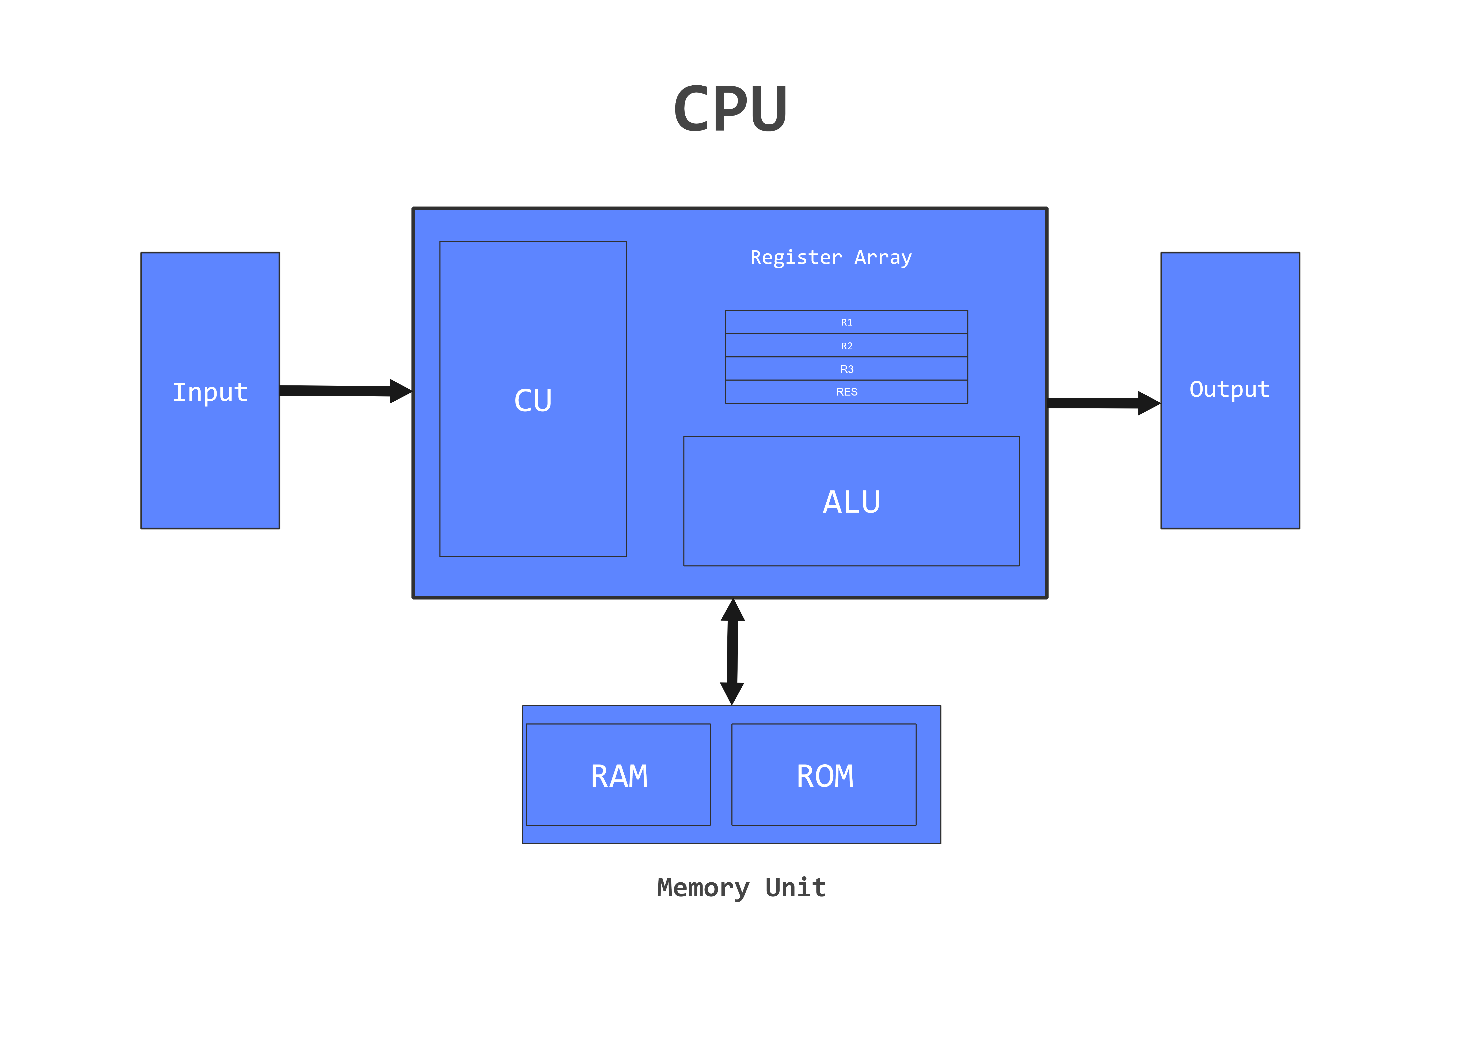 CPU
Register Array
R1
R2
R3
RES
Input
CU
Output
ALU
RAM
ROM
Memory Unit